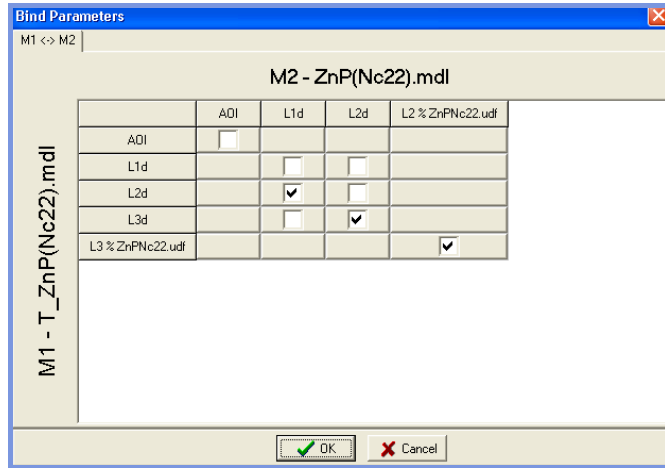 Bind Parameters
M1 <-> M2
M2 - ZnP(Nc22).mdl
M1 - T_ZnP(Nc22).mdl
AOI L1d L2d L2 % ZnPNc22.udf
AOI
L1d
L2d
L3d
L3 % ZnPNc22.udf
OK Cancel